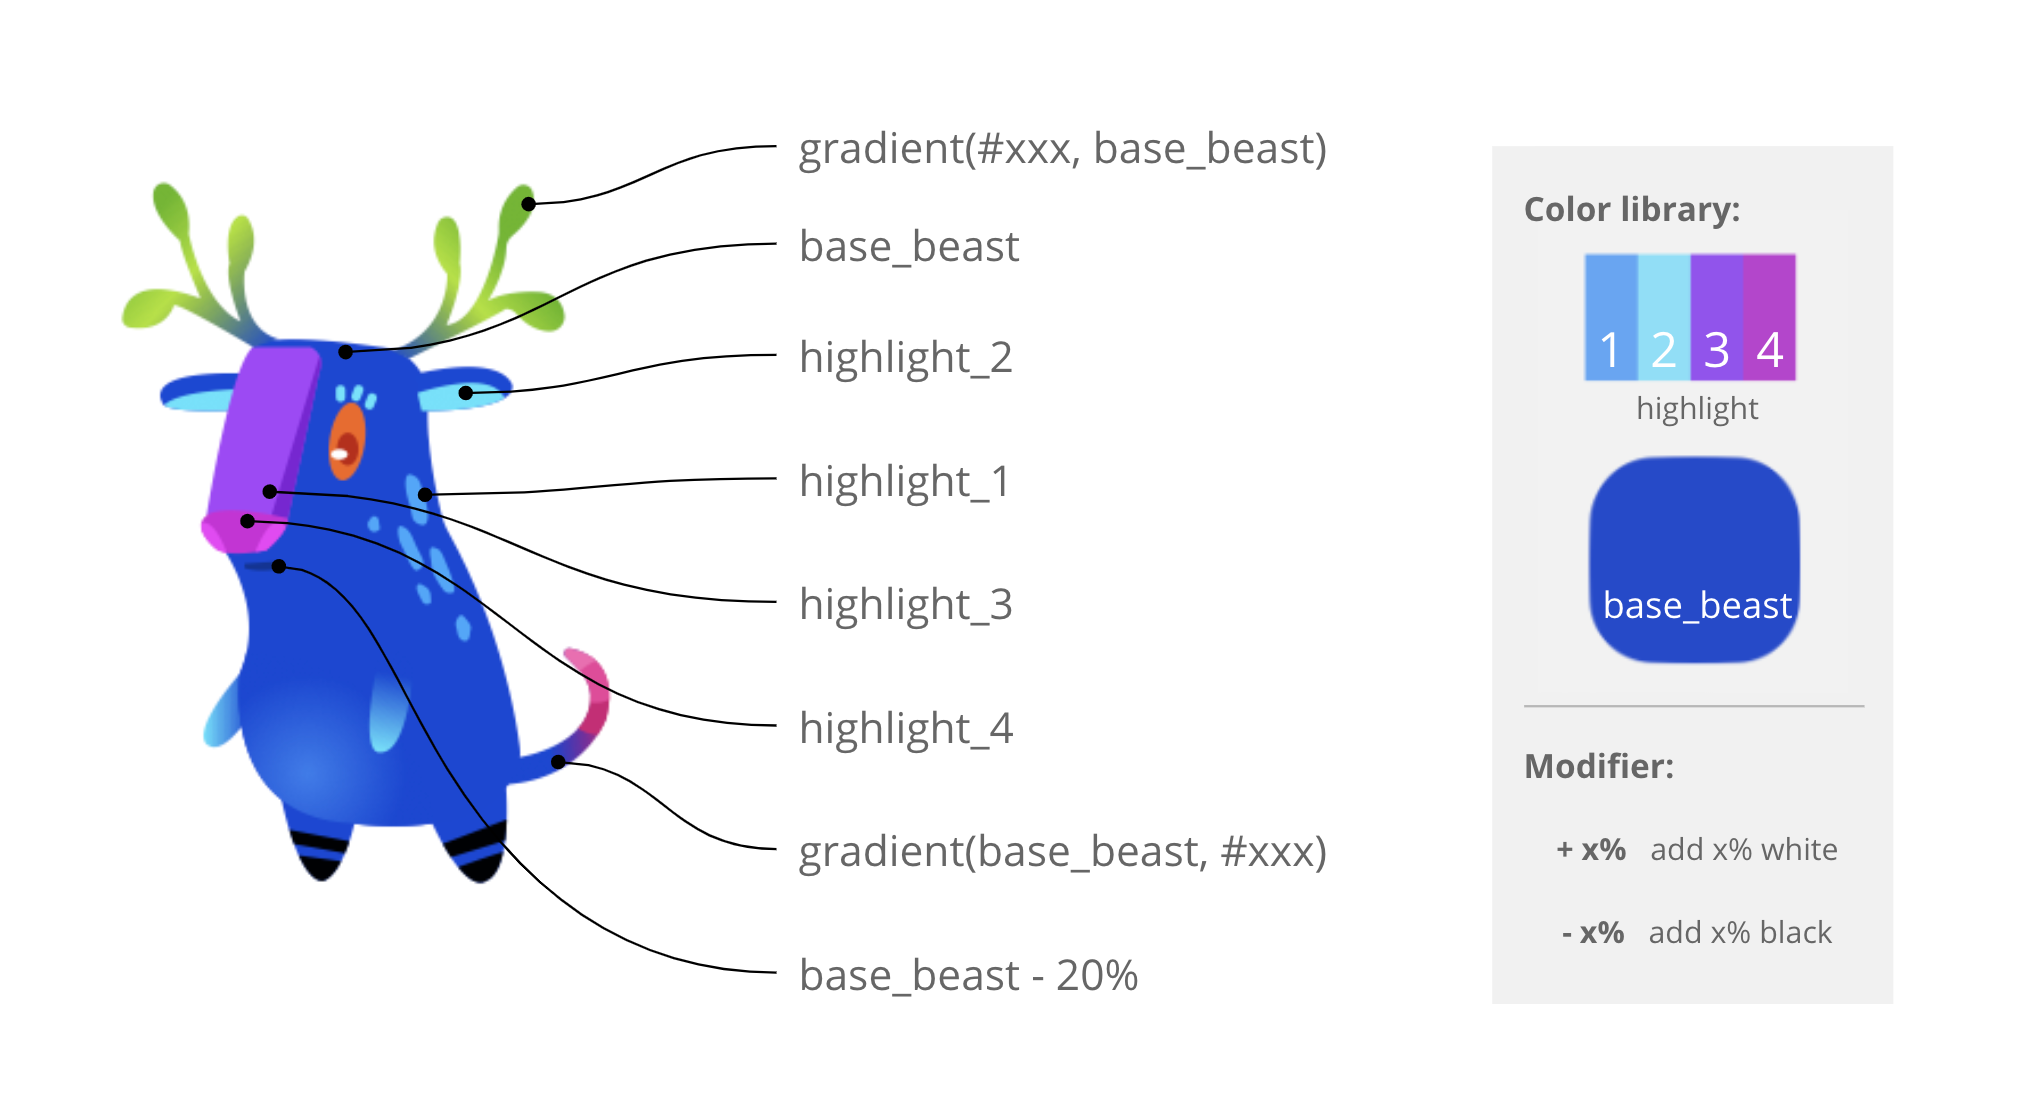 gradient(#xxx, base_beast)
base_beast
highlight_2
highlight_1
highlight_3
highlight_4
gradient(base_beast, #xxx)
base_beast - 20%
Color library:
1 2 3 4
highlight
base_beast
Modifier:
+ x% add x% white
- x% add x% black